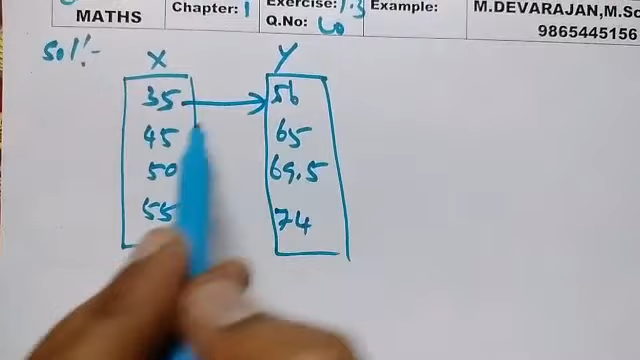 MATHS
Chapter: 1
Exercise: 1.3
Example:
M.DEVARAJAN,M.Sc
Q.No: 10
9865445156
Sol:-
X Y
35 56
45 65
50 69.5
55 74